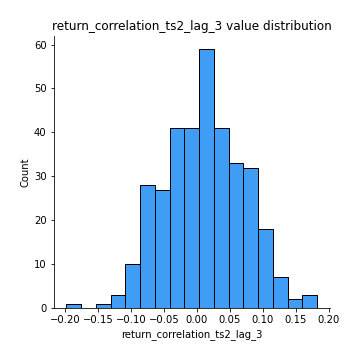 return_correlation_ts2_lag_3 value distribution
60
50
40
30
20
10
0
Count
−0.20 −0.15 −0.10 −0.05 0.00 0.05 0.10 0.15 0.20
return_correlation_ts2_lag_3